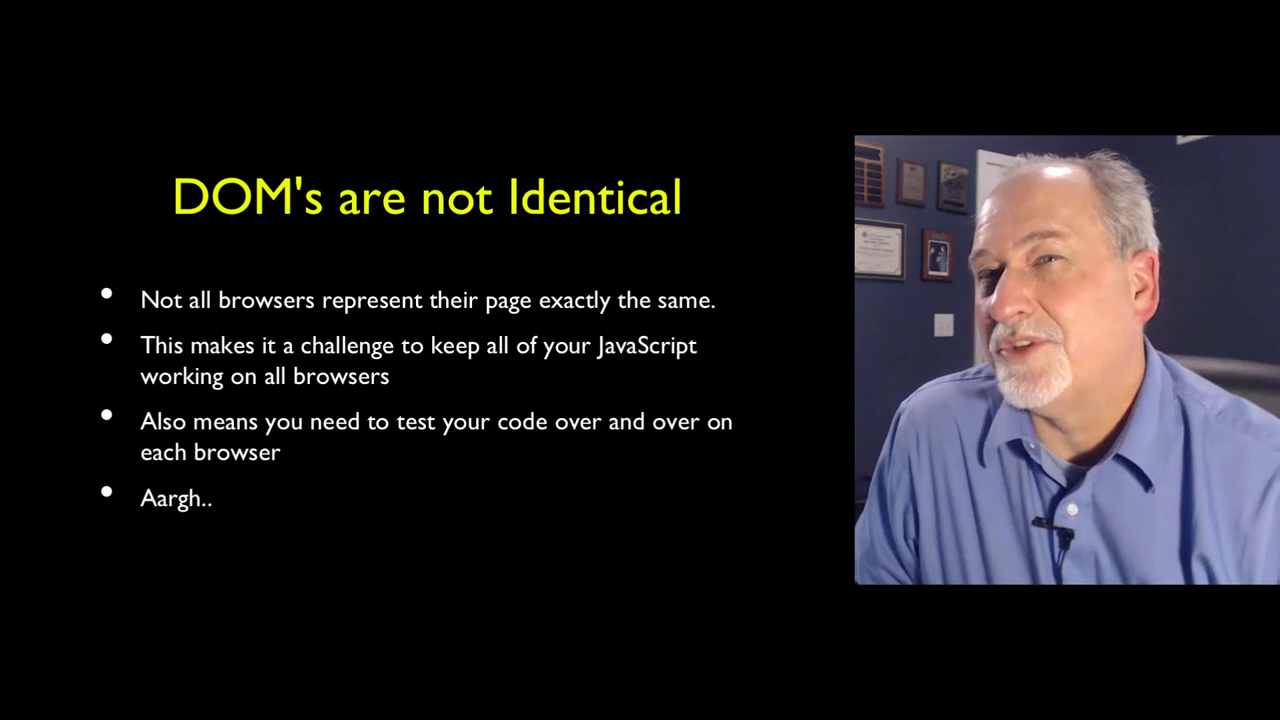 DOM's are not Identical
• Not all browsers represent their page exactly the same.
• This makes it a challenge to keep all of your JavaScript
working on all browsers
• Also means you need to test your code over and over on
each browser
• Aargh..